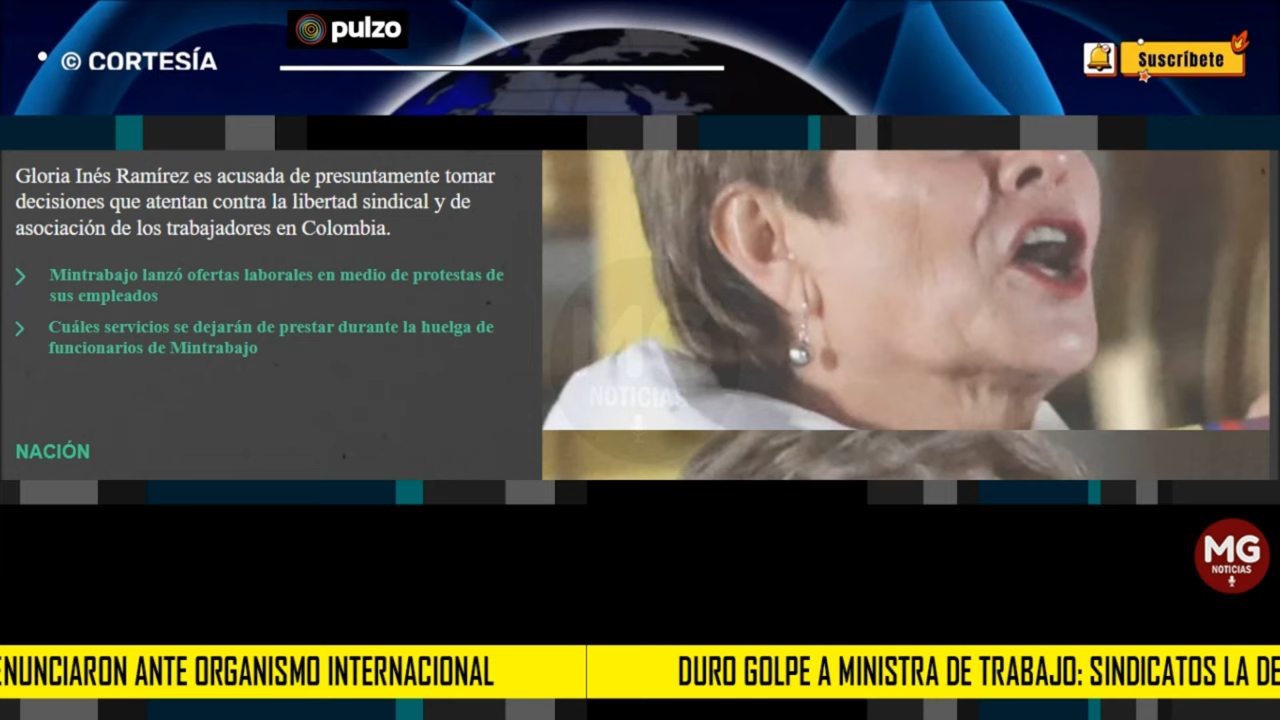 pulzo
© CORTESÍA
Suscríbete
Gloria Inés Ramírez es acusada de presuntamente tomar
decisiones que atentan contra la libertad sindical y de
asociación de los trabajadores en Colombia.
Mintrabajo lanzó ofertas laborales en medio de protestas de
sus empleados
Cuáles servicios se dejarán de prestar durante la huelga de
funcionarios de Mintrabajo
NACIÓN
MG
NOTICIAS
MG
NOTICIAS
ENUNCIARON ANTE ORGANISMO INTERNACIONAL
DURO GOLPE A MINISTRA DE TRABAJO: SINDICATOS LA DE